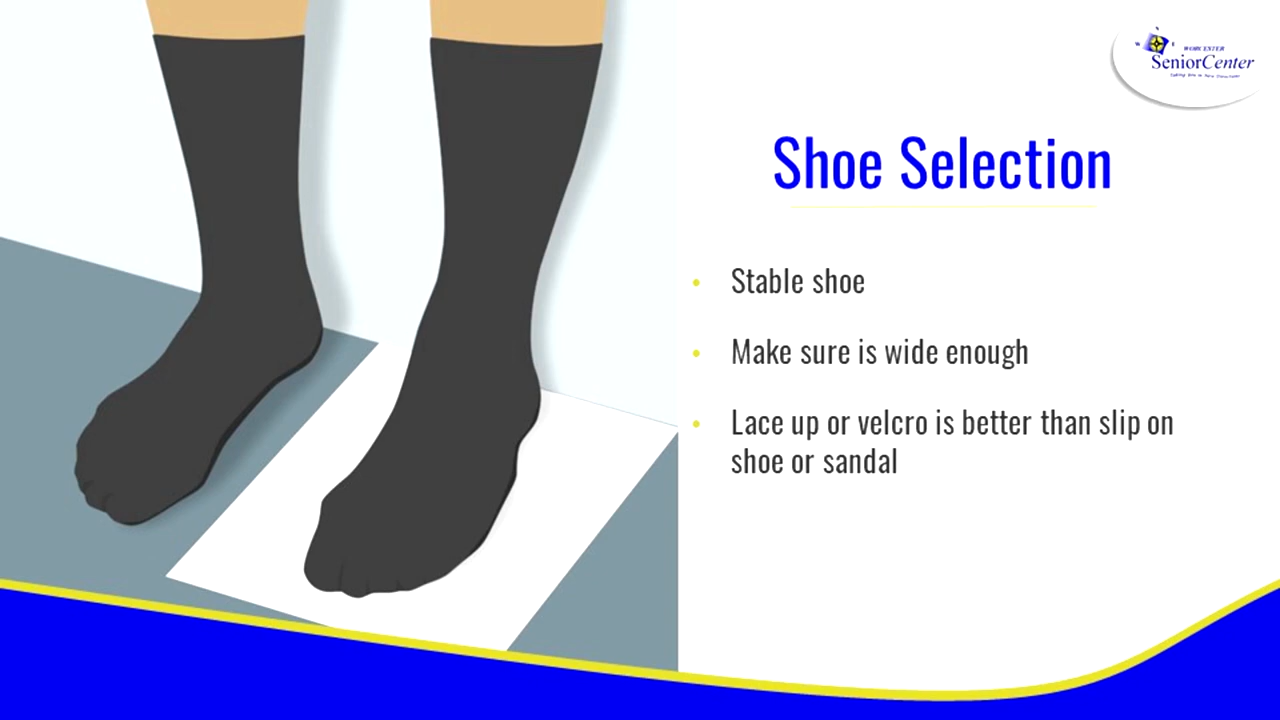 WORCESTER
SeniorCenter
Shoe Selection
Stable shoe
Make sure is wide enough
Lace up or velcro is better than slip on
shoe or sandal